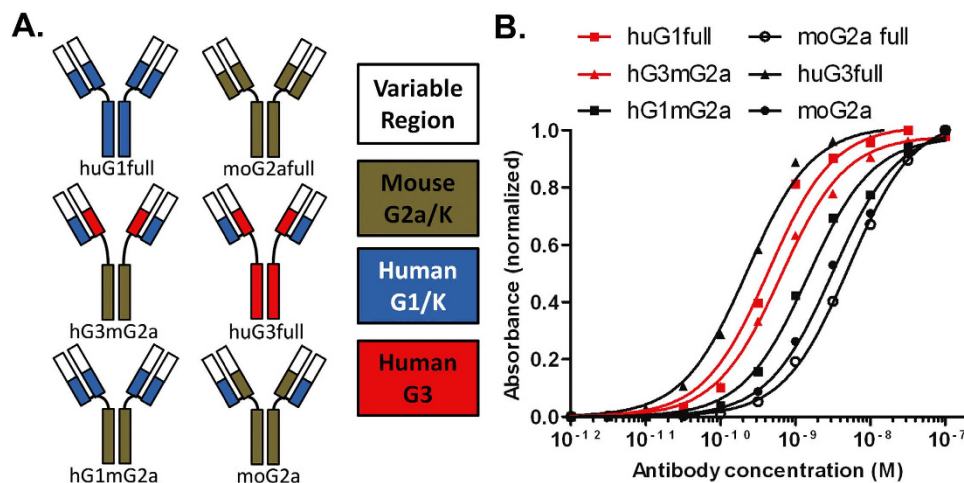 A.
huG1full
moG2afull
hG3mG2a
huG3full
hG1mG2a
moG2a
Variable
Region
Mouse
G2a/K
Human
G1/K
Human
G3
B.
huG1full
moG2a full
hG3mG2a
huG3full
hG1mG2a
moG2a
Absorbance (normalized)
1.0
0.8
0.6
0.4
0.2
0.0
10-12
10-11
10-10
10-9
10-8
10-7
Antibody concentration (M)